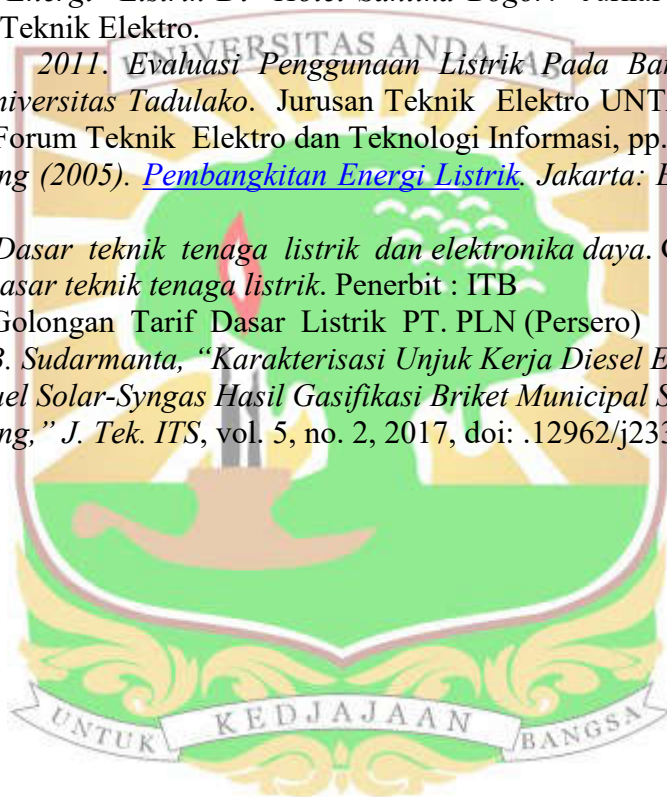 Energi Listrik Di Hotel Santika Bogor. Jurnal
Teknik Elektro.
UNIVERSITAS ANDALAS
2011. Evaluasi Penggunaan Listrik Pada Ban
niversitas Tadulako. Jurusan Teknik Elektro UNTA
Forum Teknik Elektro dan Teknologi Informasi, pp.
ng (2005). Pembangkitan Energi Listrik. Jakarta: E
Dasar teknik tenaga listrik dan elektronika daya.
asar teknik tenaga listrik. Penerbit : ITB
Golongan Tarif Dasar Listrik PT. PLN (Persero)
B. Sudarmanta, “Karakterisasi Unjuk Kerja Diesel E
uel Solar-Syngas Hasil Gasifikasi Briket Municipal S
ng,” J. Tek. ITS, vol. 5, no. 2, 2017, doi: .12962/j233
UNTUK KEDJAJAAN BANGSA